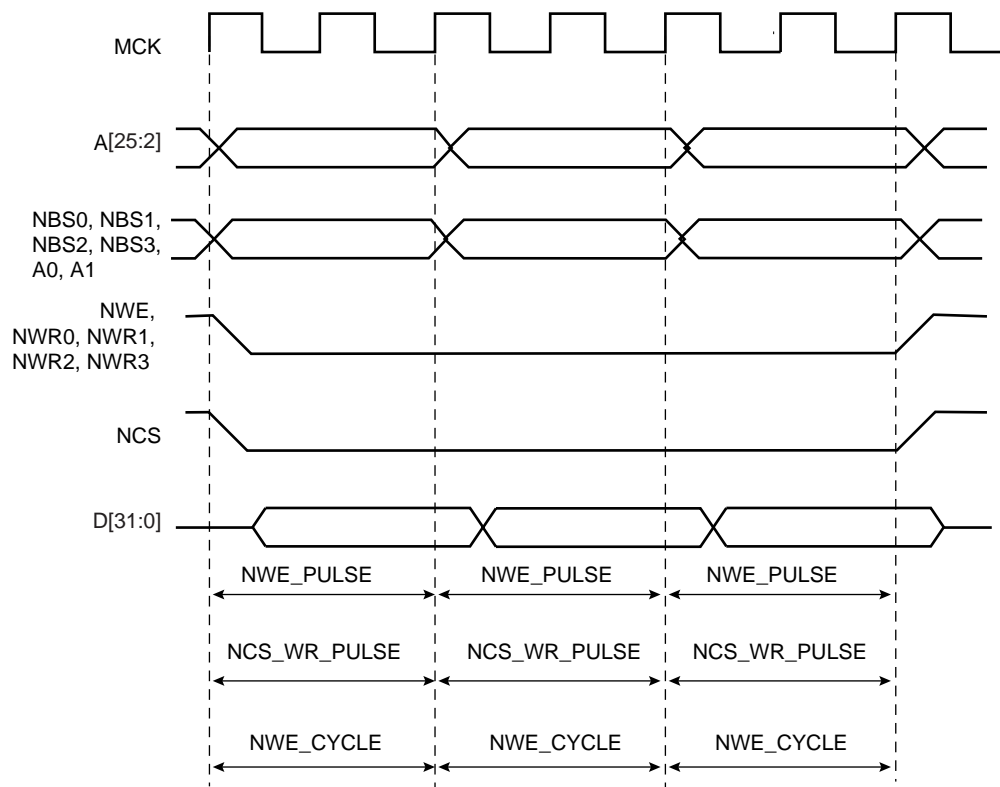 MCK
A[25:2]
NBS0, NBS1,
NBS2, NBS3,
A0, A1
NWE,
NWR0, NWR1,
NWR2, NWR3
NCS
D[31:0]
NWE_PULSE NWE_PULSE NWE_PULSE
NCS_WR_PULSE NCS_WR_PULSE NCS_WR_PULSE
NWE_CYCLE NWE_CYCLE NWE_CYCLE